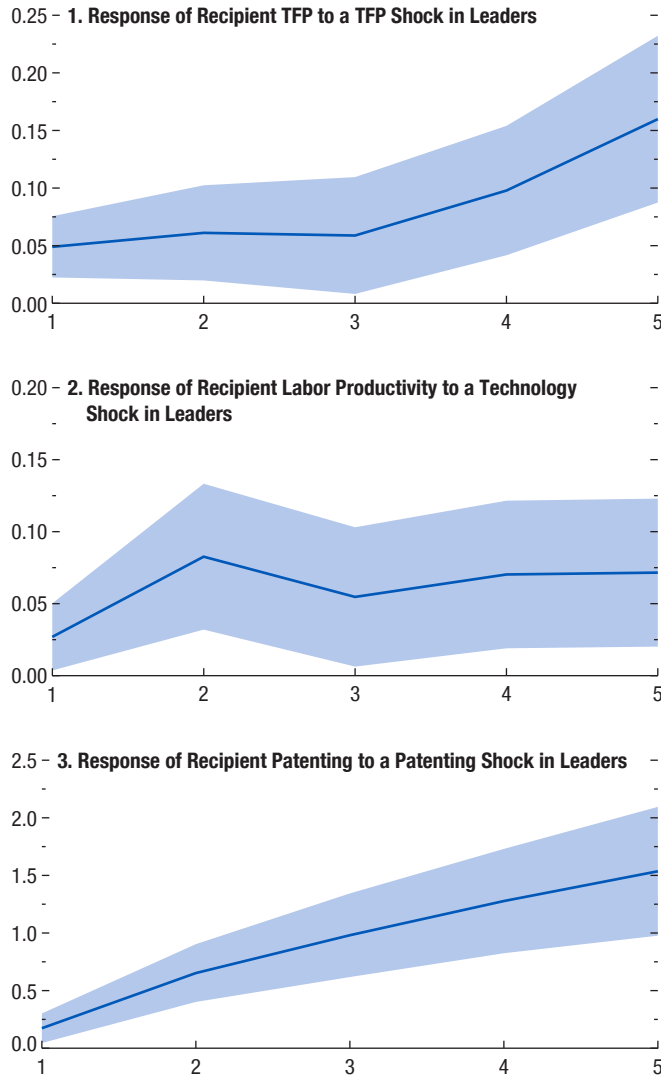 1. Response of Recipient TFP to a TFP Shock in Leaders
0.25
0.20
0.15
0.10
0.05
0.00
1 2 3 4 5
2. Response of Recipient Labor Productivity to a Technology
Shock in Leaders
0.20
0.15
0.10
0.05
0.00
1 2 3 4 5
3. Response of Recipient Patenting to a Patenting Shock in Leaders
2.5
2.0
1.5
1.0
0.5
0.0
1 2 3 4 5